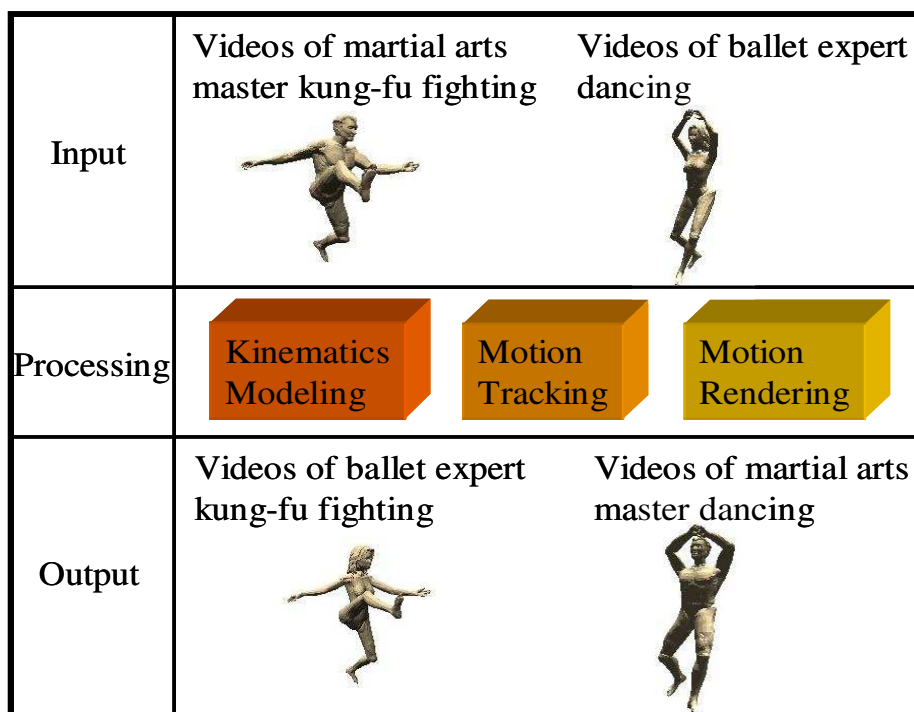 Input
Videos of martial arts
master kung-fu fighting
Videos of ballet expert
dancing
Processing
Kinematics
Modeling
Motion
Tracking
Motion
Rendering
Output
Videos of ballet expert
kung-fu fighting
Videos of martial arts
master dancing